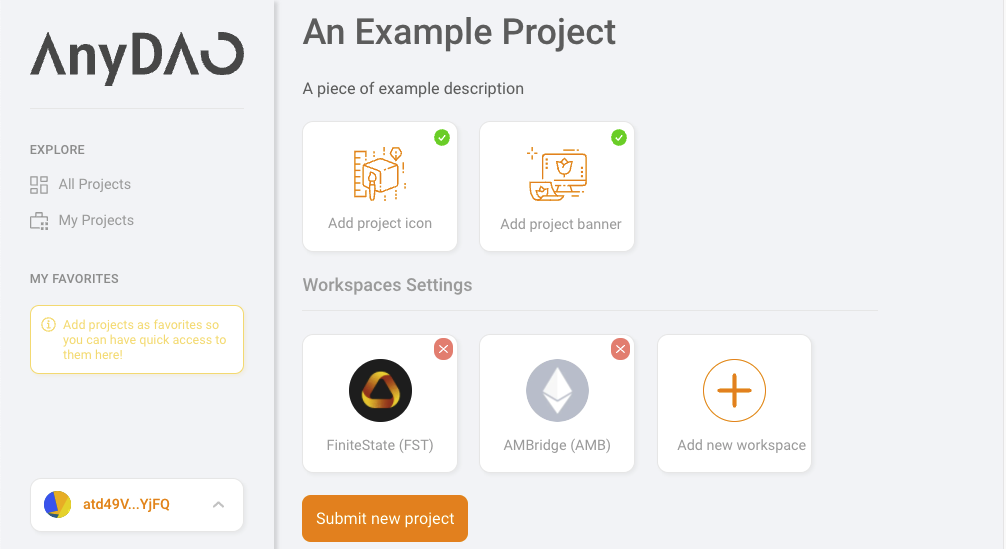 AnyDAO
EXPLORE
All Projects
My Projects
MY FAVORITES
Add projects as favorites so
you can have quick access to
them here!
atd49V...YjFQ
An Example Project
A piece of example description
Add project icon
Add project banner
Workspaces Settings
FiniteState (FST)
AMBridge (AMB)
Add new workspace
Submit new project